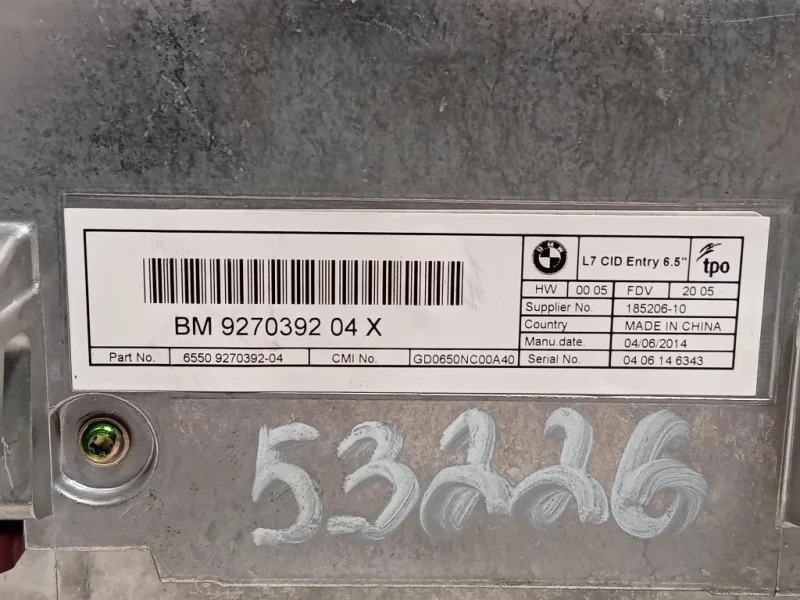 BMW
L7 CID Entry 6.5"
tpo
HW 00 05 FDV 20 05
Supplier No. 185206-10
Country MADE IN CHINA
Manu.date. 04/06/2014
Serial No. 04 06 14 6343
BM 9270392 04 X
Part No. 6550 9270392-04 CMI No. GD0650NC00A40
53226